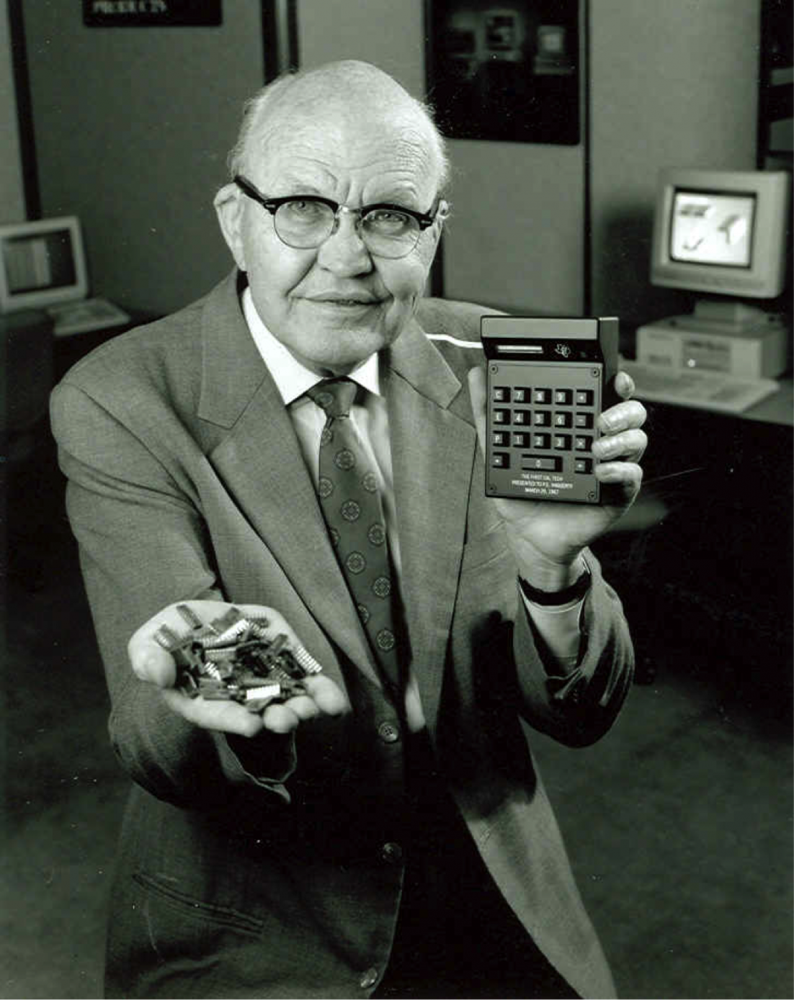 PRODUCTS
C 7 8 9 +
E 4 5 6 -
P 1 2 3 ×
0
THE FIRST CAL TECH
PRESENTED TO P.E. HAGGERTY
MARCH 29, 1967